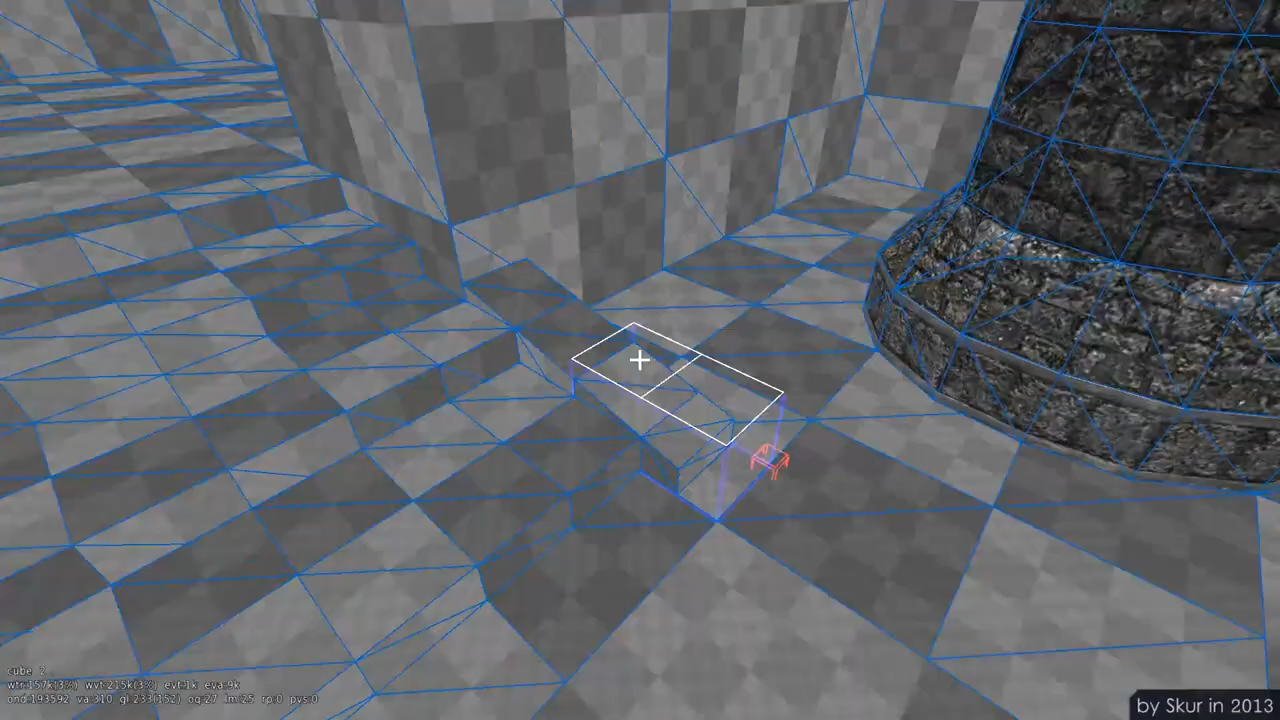 cube 2
wtr:157k(3%) wvt:215k(3%) evt:1k eva:9k
ond:193592 va:310 gl:233(152) oq:27 lm:25 rp:0 pvs:0
by Skur in 2013